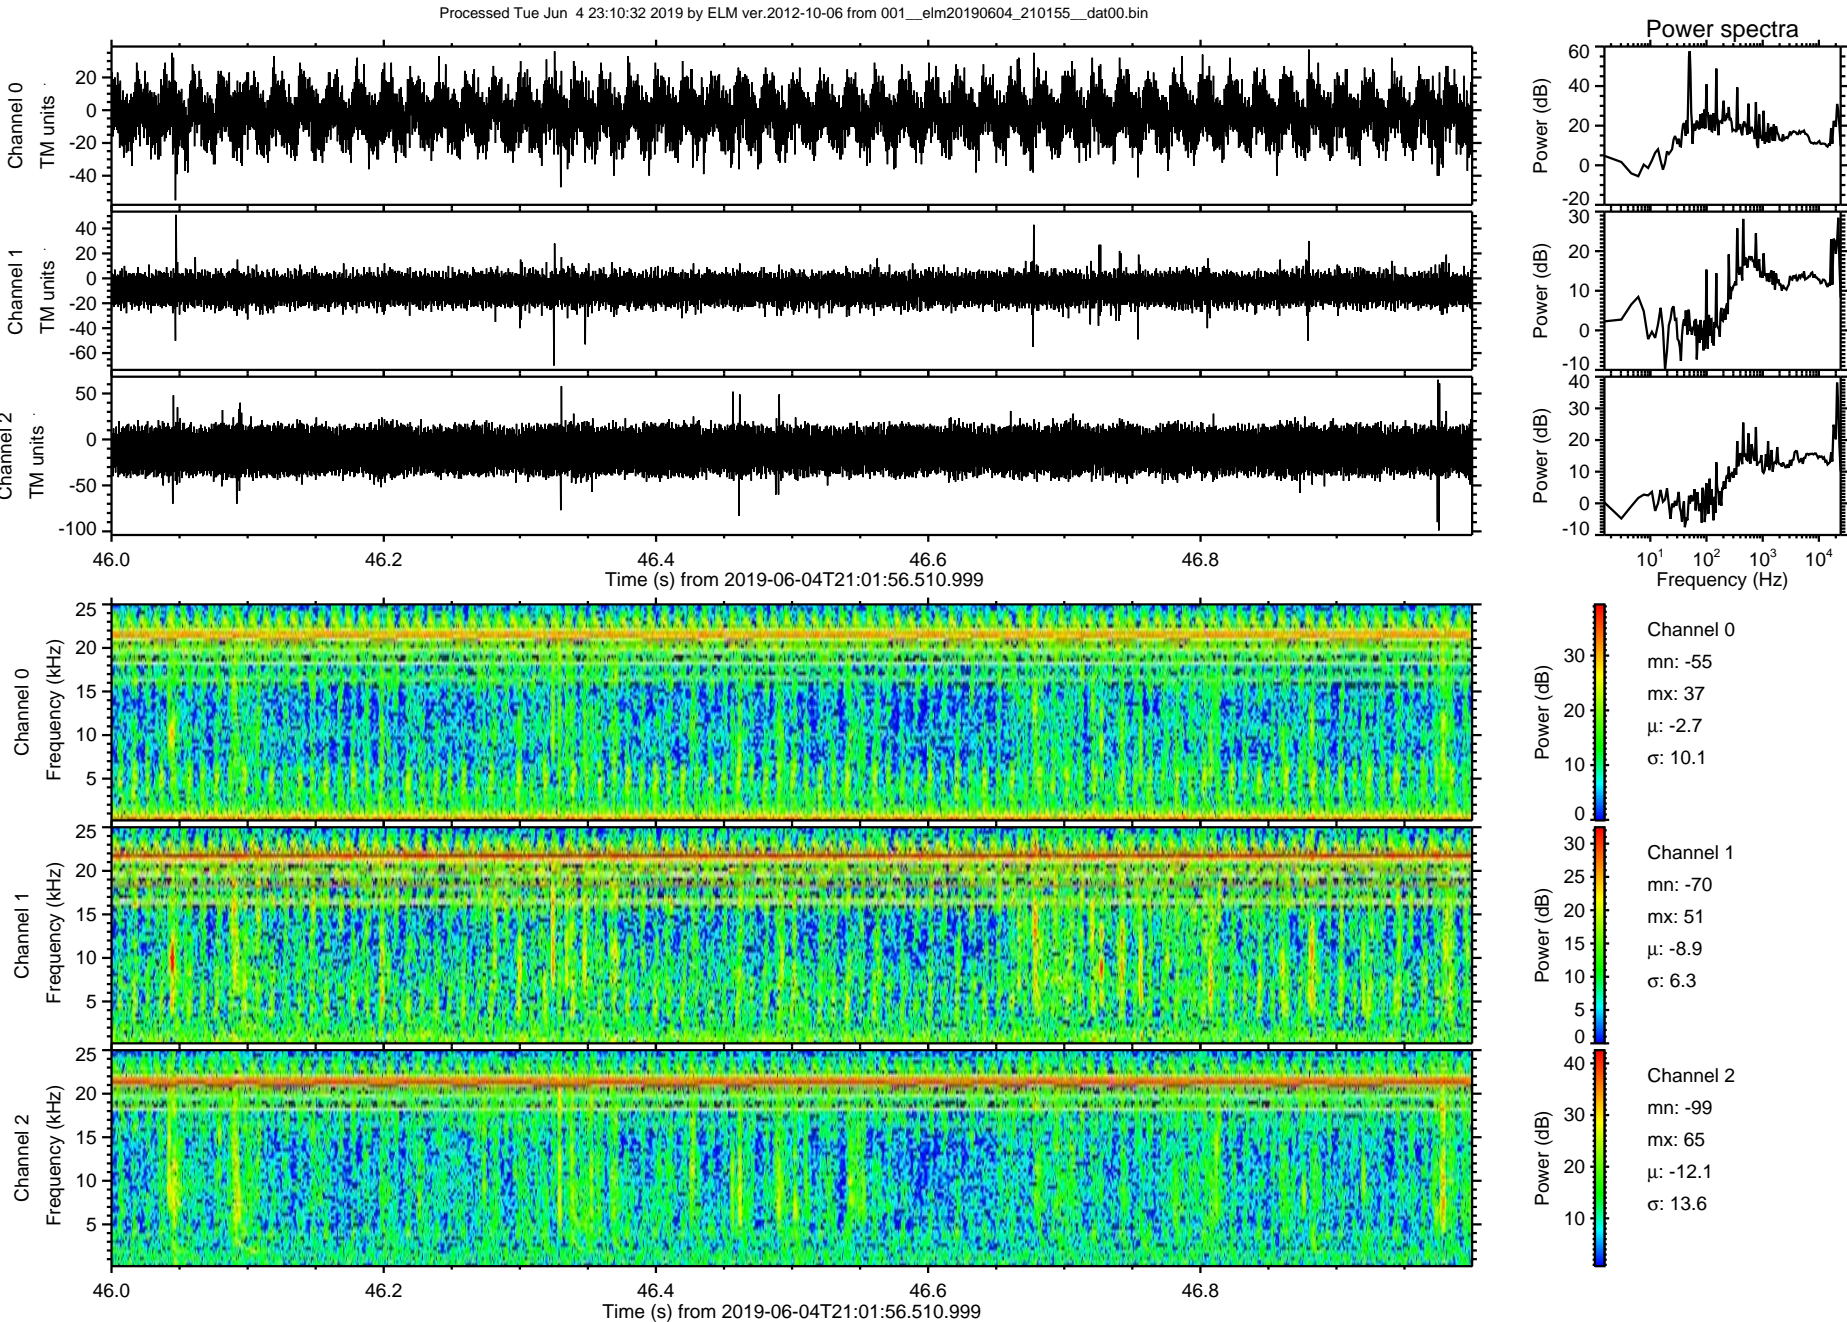 Processed Tue Jun  4 23:10:32 2019 by ELM ver.2012-10-06 from 001__elm20190604_210155__dat00.bin
Power spectra
Channel 0
TM units
20
0
-20
-40
Power (dB)
60
40
20
0
-20
Channel 1
TM units
40
20
0
-20
-40
-60
Power (dB)
30
20
10
0
-10
Channel 2
TM units
50
0
-50
-100
Power (dB)
40
30
20
10
0
-10
46.0 46.2 46.4 46.6 46.8
Time (s) from 2019-06-04T21:01:56.510.999
10¹ 10² 10³ 10⁴
Frequency (Hz)
Channel 0
Frequency (kHz)
25
20
15
10
5
Power (dB)
30
20
10
0
Channel 0
mn: -55
mx: 37
μ: -2.7
σ: 10.1
Channel 1
Frequency (kHz)
25
20
15
10
5
Power (dB)
30
25
20
15
10
5
0
Channel 1
mn: -70
mx: 51
μ: -8.9
σ: 6.3
Channel 2
Frequency (kHz)
25
20
15
10
5
Power (dB)
40
30
20
10
Channel 2
mn: -99
mx: 65
μ: -12.1
σ: 13.6
46.0 46.2 46.4 46.6 46.8
Time (s) from 2019-06-04T21:01:56.510.999